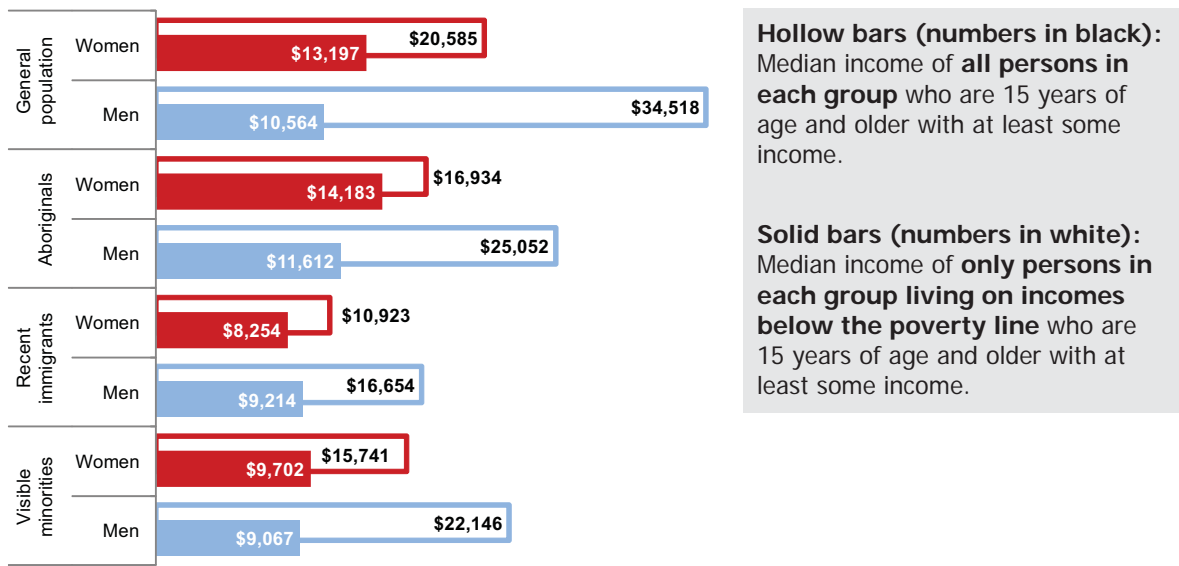 General
population
Women
$20,585
$13,197
Men
$34,518
$10,564
Aboriginals
Women
$16,934
$14,183
Men
$25,052
$11,612
Recent
immigrants
Women
$10,923
$8,254
Men
$16,654
$9,214
Visible
minorities
Women
$15,741
$9,702
Men
$22,146
$9,067
Hollow bars (numbers in black):
Median income of all persons in
each group who are 15 years of
age and older with at least some
income.
Solid bars (numbers in white):
Median income of only persons in
each group living on incomes
below the poverty line who are
15 years of age and older with at
least some income.